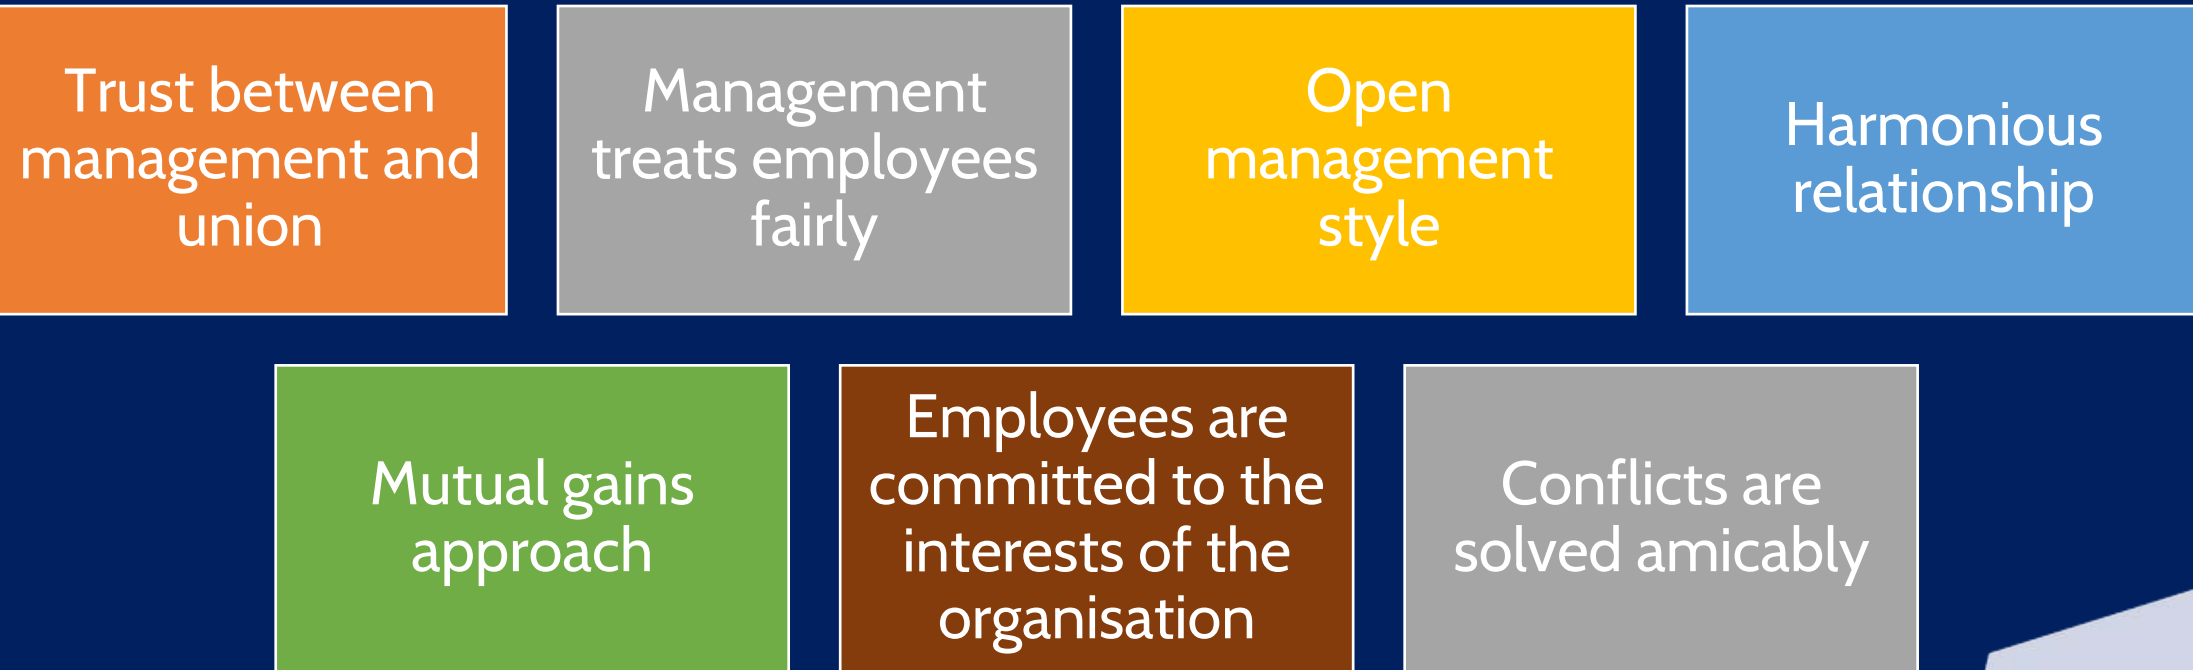 Trust between
management and
union
Management
treats employees
fairly
Open
management
style
Harmonious
relationship
Mutual gains
approach
Employees are
committed to the
interests of the
organisation
Conflicts are
solved amicably